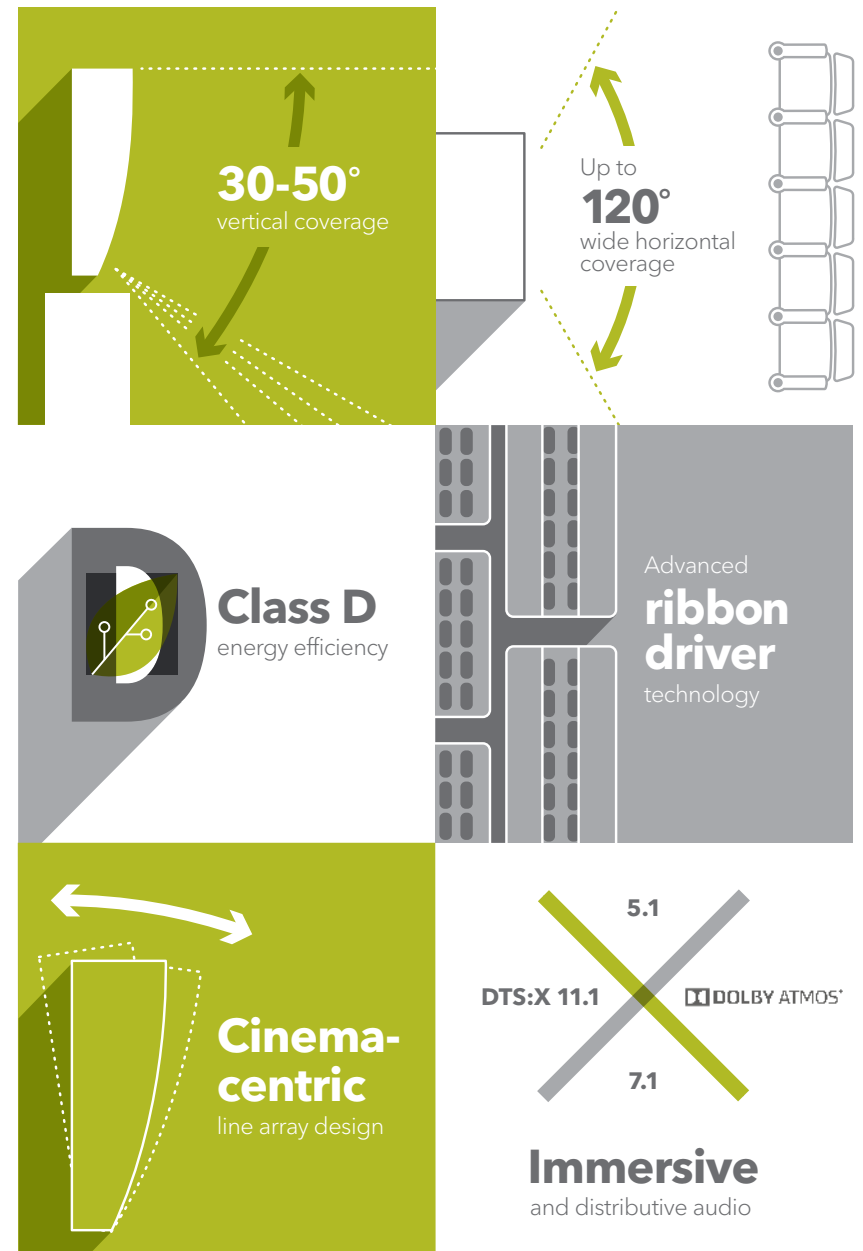 30-50°
vertical coverage
Up to
120°
wide horizontal
coverage
Class D
energy efficiency
Advanced
ribbon
driver
technology
Cinema-
centric
line array design
5.1
DTS:X 11.1
DOLBY ATMOS
7.1
Immersive
and distributive audio